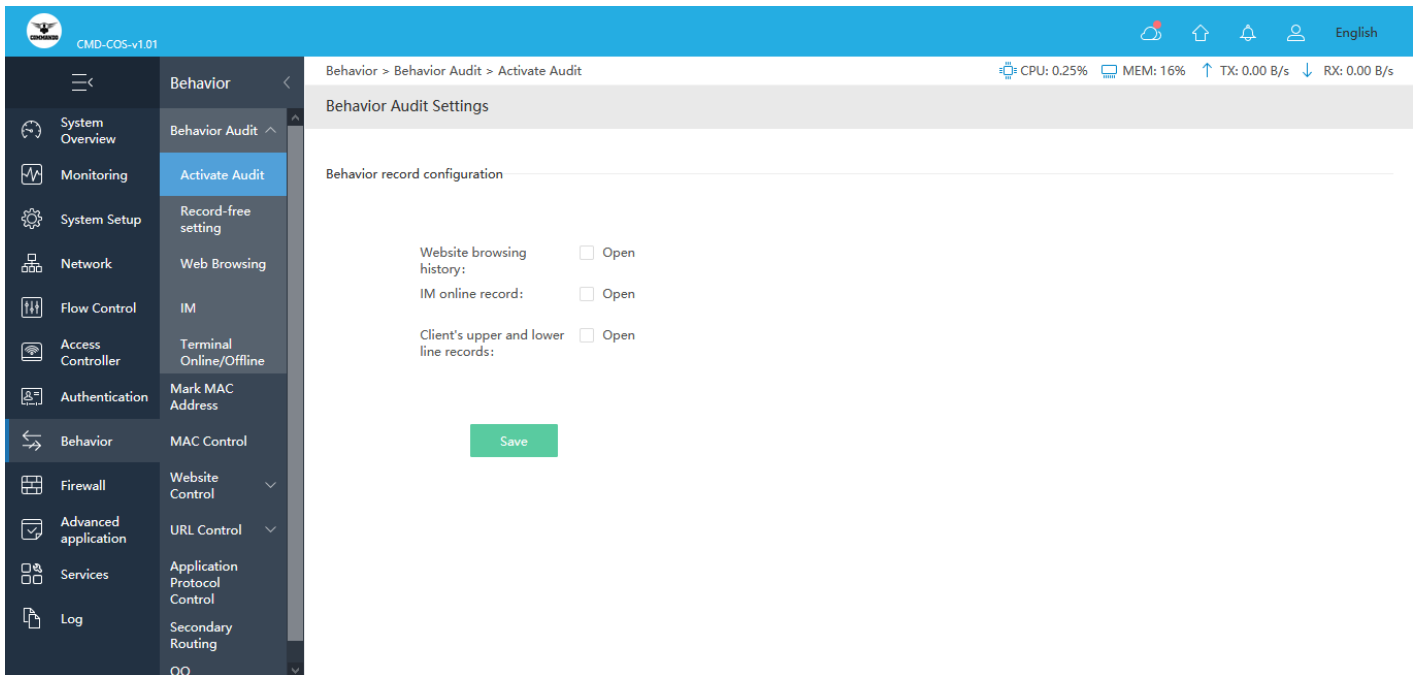 COMMANDO
CMD-COS-v1.01
English
Behavior
Behavior > Behavior Audit > Activate Audit
CPU: 0.25%
MEM: 16%
TX: 0.00 B/s
RX: 0.00 B/s
System
Overview
Monitoring
System Setup
Network
Flow Control
Access
Controller
Authentication
Behavior
Firewall
Advanced
application
Services
Log
Behavior Audit
Activate Audit
Record-free
setting
Web Browsing
IM
Terminal
Online/Offline
Mark MAC
Address
MAC Control
Website
Control
URL Control
Application
Protocol
Control
Secondary
Routing
QQ
Behavior Audit Settings
Behavior record configuration
Website browsing
history:
Open
IM online record:
Open
Client's upper and lower
line records:
Open
Save